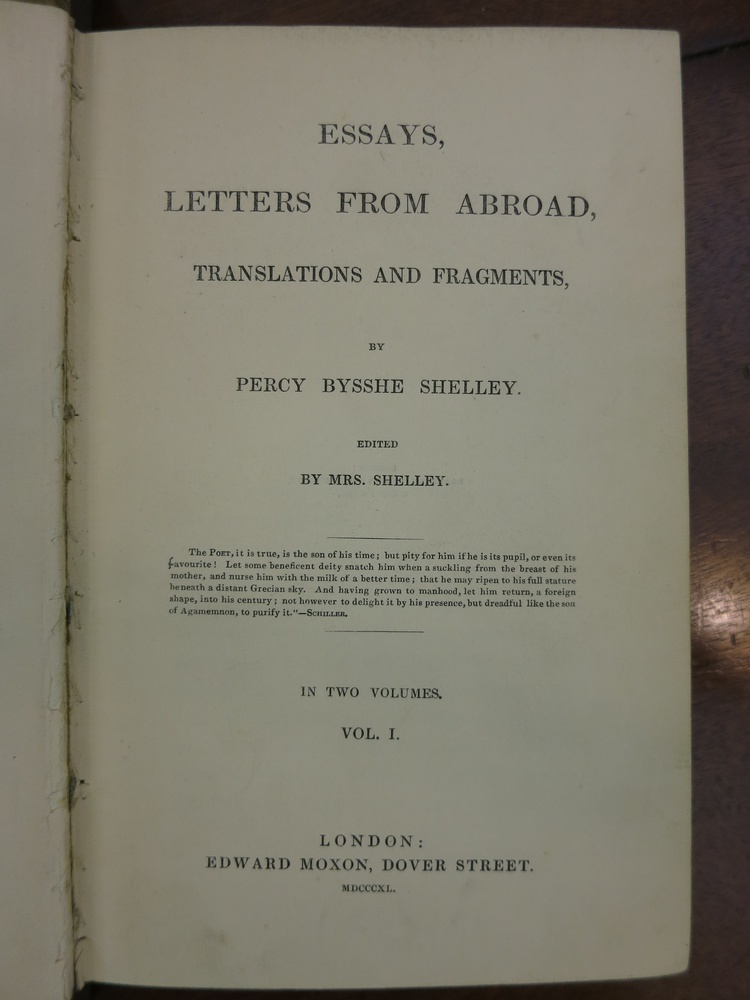 ESSAYS,
LETTERS FROM ABROAD,
TRANSLATIONS AND FRAGMENTS,
BY
PERCY BYSSHE SHELLEY.
EDITED
BY MRS. SHELLEY.
The POET, it is true, is the son of his time; but pity for him if he is its pupil, or even its
favourite! Let some beneficent deity snatch him when a suckling from the breast of his
mother, and nurse him with the milk of a better time; that he may ripen to his full stature
beneath a distant Grecian sky. And having grown to manhood, let him return, a foreign
shape, into his century; not however to delight it by his presence, but dreadful like the son
of Agamemnon, to purify it."—SCHILLER.
IN TWO VOLUMES.
VOL. I.
LONDON:
EDWARD MOXON, DOVER STREET.
MDCCCXL.